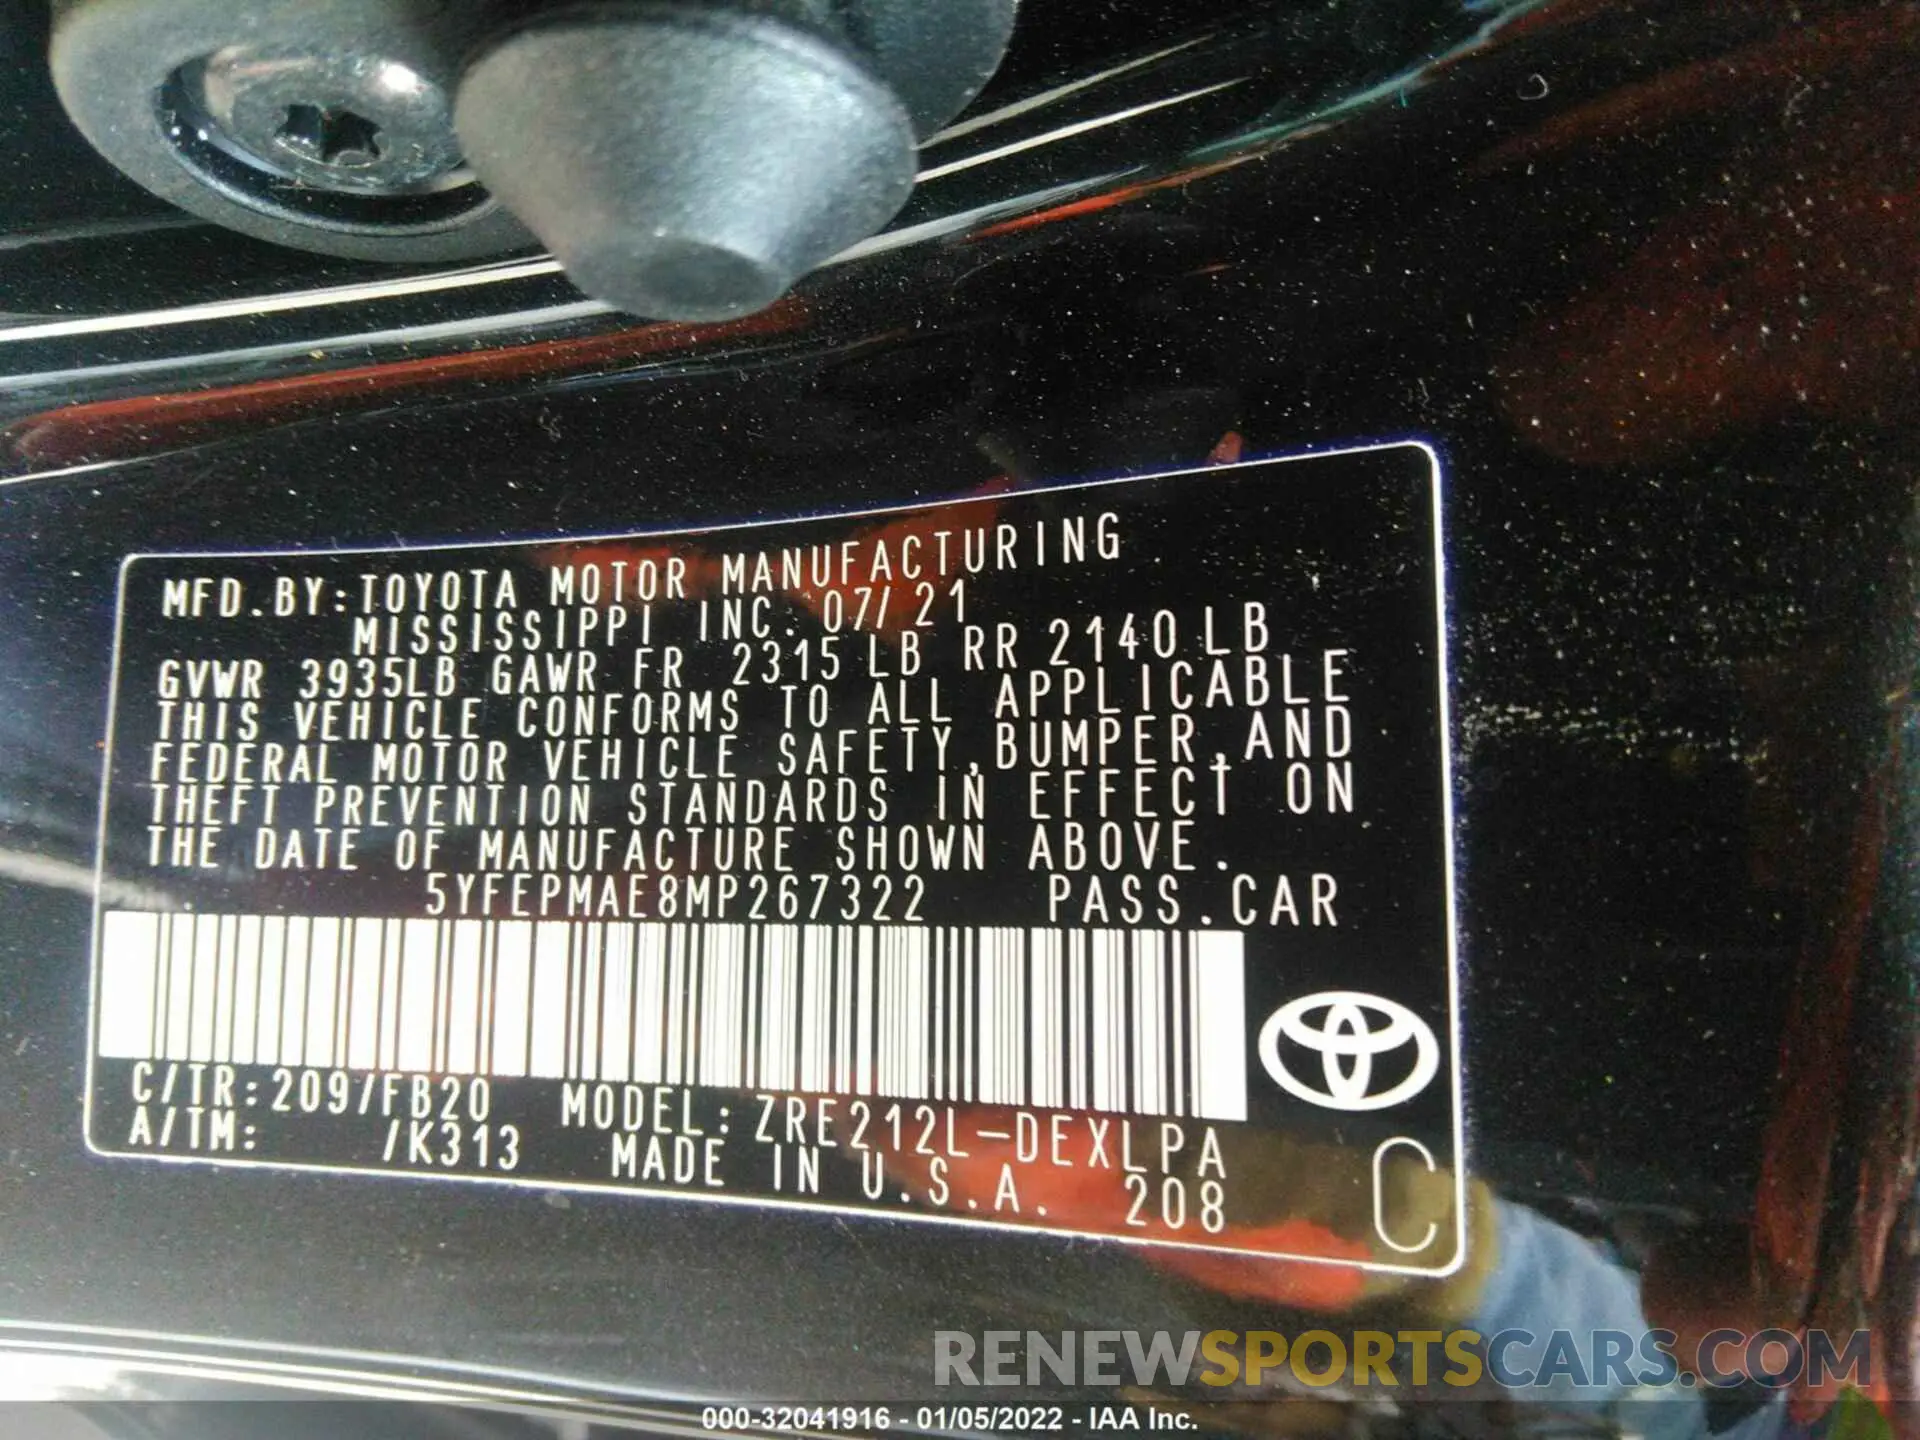 MFD.BY:TOYOTA MOTOR MANUFACTURING
MISSISSIPPI INC. 07/21
GVWR 3935LB GAWR FR 2315 LB RR 2140 LB
THIS VEHICLE CONFORMS TO ALL APPLICABLE
FEDERAL MOTOR VEHICLE SAFETY,BUMPER,AND
THEFT PREVENTION STANDARDS IN EFFECT ON
THE DATE OF MANUFACTURE SHOWN ABOVE.
5YFEPMAE8MP267322 PASS.CAR
C/TR:209/FB20 MODEL:ZRE212L-DEXLPA
A/TM: /K313 MADE IN U.S.A. 208
C
RENEWSPORTSCARS.COM
000-32041916 - 01/05/2022 - IAA Inc.